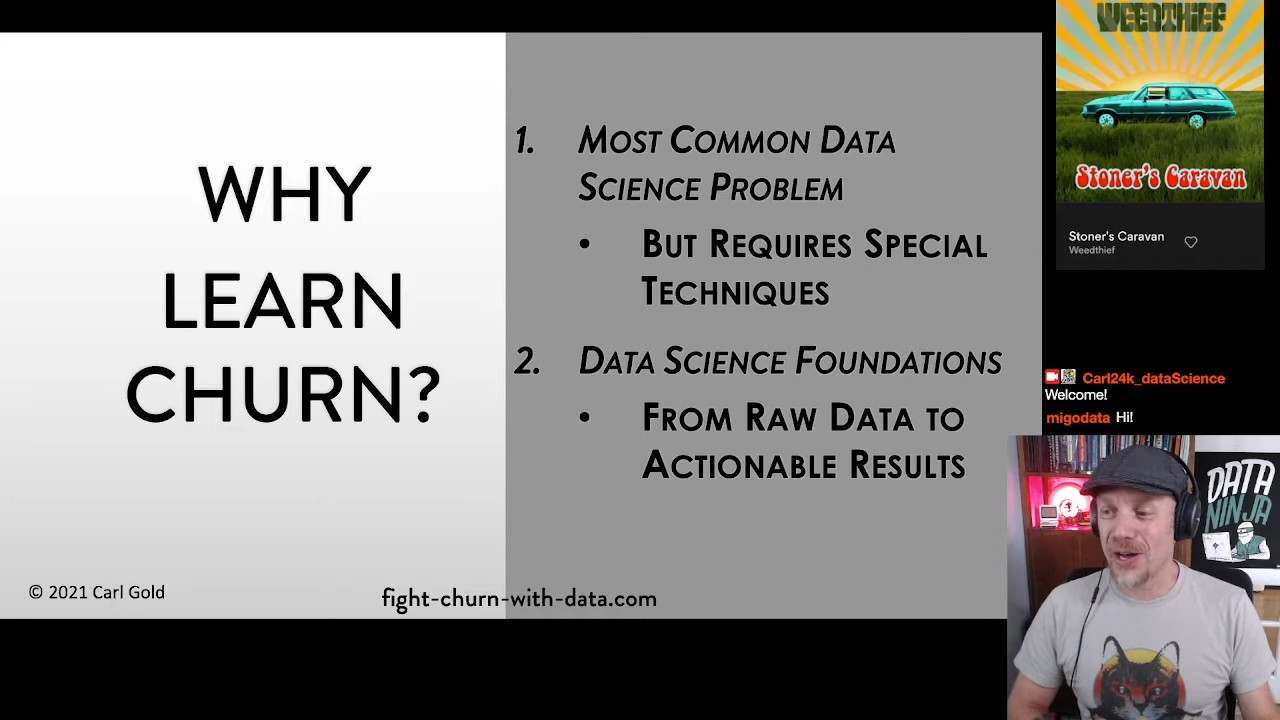 WHY
LEARN
CHURN?
1. MOST COMMON DATA
SCIENCE PROBLEM
• BUT REQUIRES SPECIAL
TECHNIQUES
2. DATA SCIENCE FOUNDATIONS
• FROM RAW DATA TO
ACTIONABLE RESULTS
© 2021 Carl Gold
fight-churn-with-data.com
WEEDTHIEF
Stoner's Caravan
Stoner's Caravan
Weedthief
Carl24k_dataScience
Welcome!
migodata Hi!
DATA
NINJA